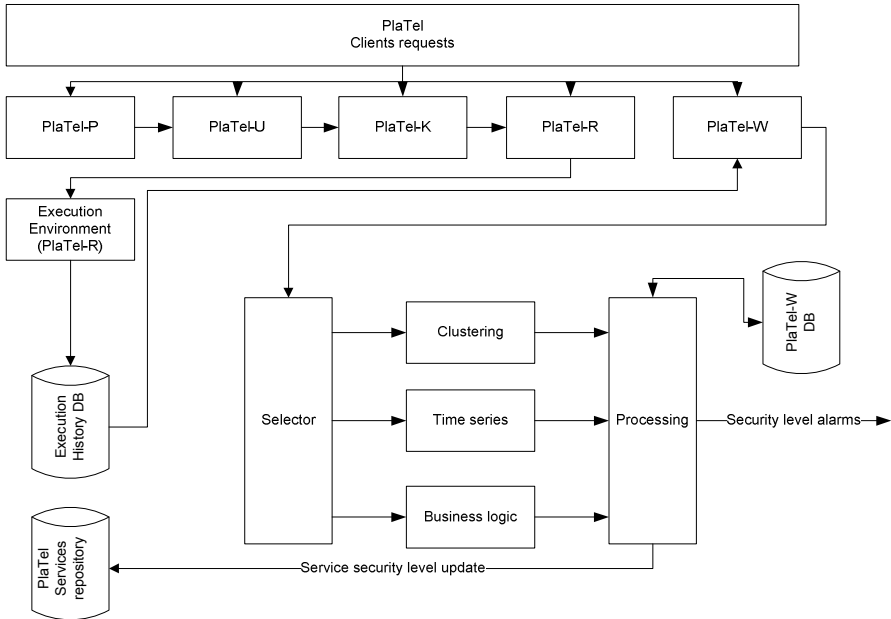 PlaTel
Clients requests
PlaTel-P
PlaTel-U
PlaTel-K
PlaTel-R
PlaTel-W
Execution
Environment
(PlaTel-R)
PlaTel-W
DB
Clustering
Execution
History DB
Selector
Time series
Processing
Security level alarms
Business logic
PlaTel
Services
repository
Service security level update